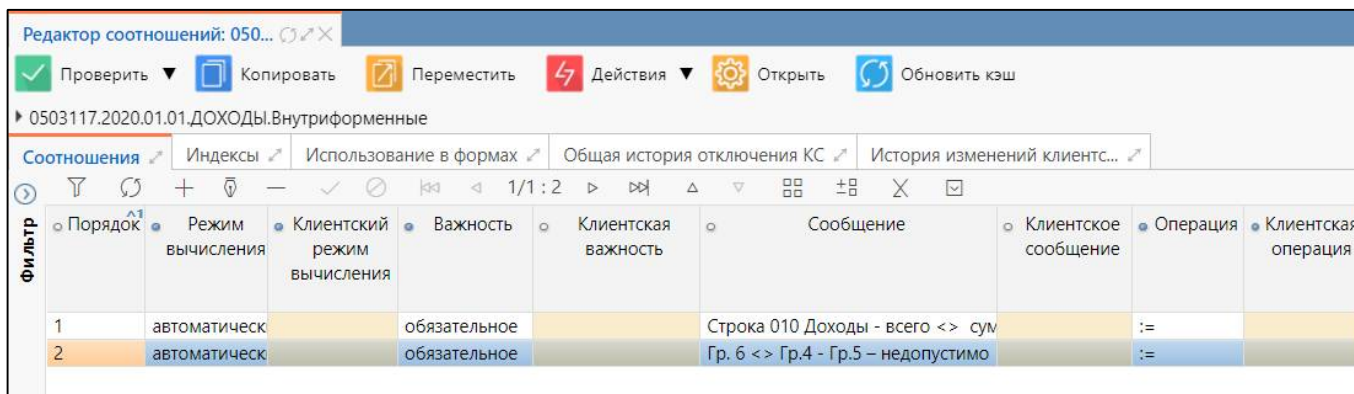 Редактор соотношений: 050...
Проверить ▼ Копировать Переместить Действия ▼ Открыть Обновить кэш
0503117.2020.01.01.ДОХОДЫ.Внутриформенные
Соотношения Индексы Использование в формах Общая история отключения КС История изменений клиентс...
1/1 : 2
Фильтр
Порядок ^1 Режим Клиентский Важность Клиентская Сообщение Клиентское Операция Клиентская
вычисления режим важность сообщение операция
вычисления
1 автоматическ обязательное Строка 010 Доходы - всего <> сум :=
2 автоматическ обязательное Гр. 6 <> Гр.4 - Гр.5 – недопустимо :=